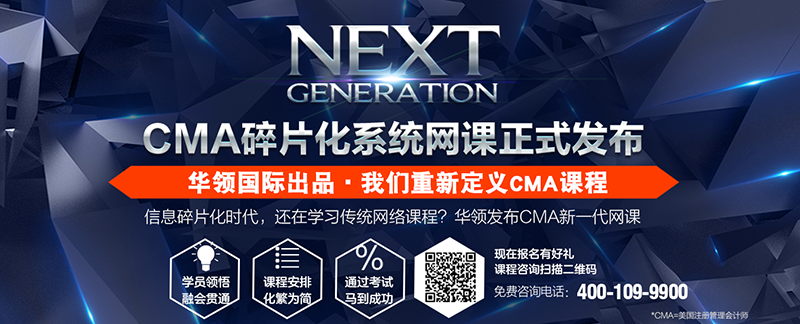 NEXT
GENERATION
CMA碎片化系统网课正式发布
华领国际出品·我们重新定义CMA课程
信息碎片化时代，还在学习传统网络课程？华领发布CMA新一代网课
学员领悟
融会贯通
课程安排
化繁为简
%
通过考试
马到成功
现在报名有好礼
课程咨询扫描二维码
免费咨询电话：400-109-9900
*CMA=美国注册管理会计师